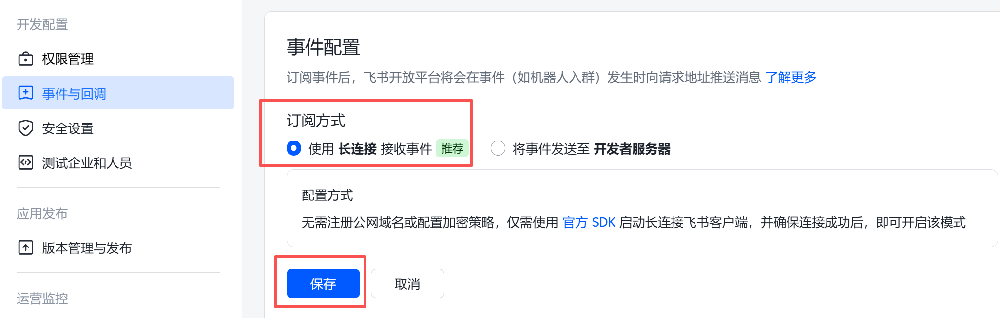 开发配置
权限管理
事件与回调
安全设置
测试企业和人员
应用发布
版本管理与发布
运营监控
事件配置
订阅事件后，飞书开放平台将会在事件（如机器人入群）发生时向请求地址推送消息 了解更多
订阅方式
使用 长连接 接收事件 推荐 将事件发送至 开发者服务器
配置方式
无需注册公网域名或配置加密策略，仅需使用 官方 SDK 启动长连接飞书客户端，并确保连接成功后，即可开启该模式
保存 取消